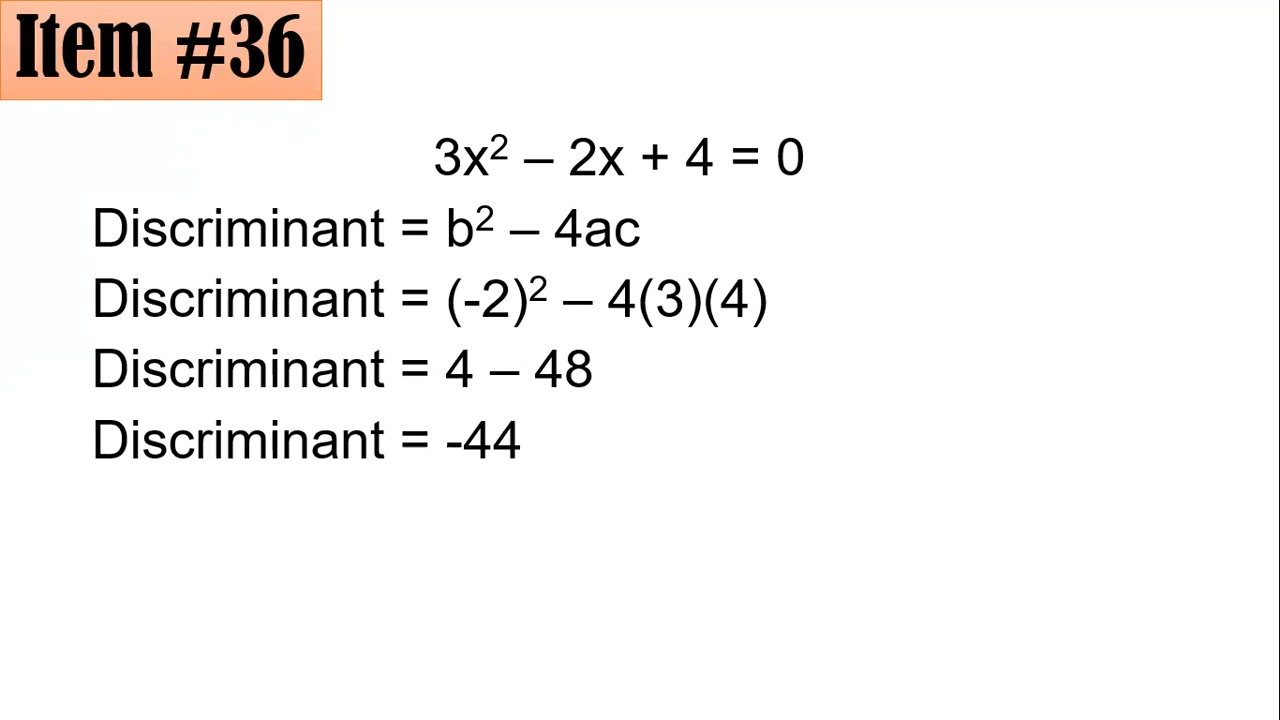 Item #36
3x² – 2x + 4 = 0
Discriminant = b² – 4ac
Discriminant = (-2)² – 4(3)(4)
Discriminant = 4 – 48
Discriminant = -44